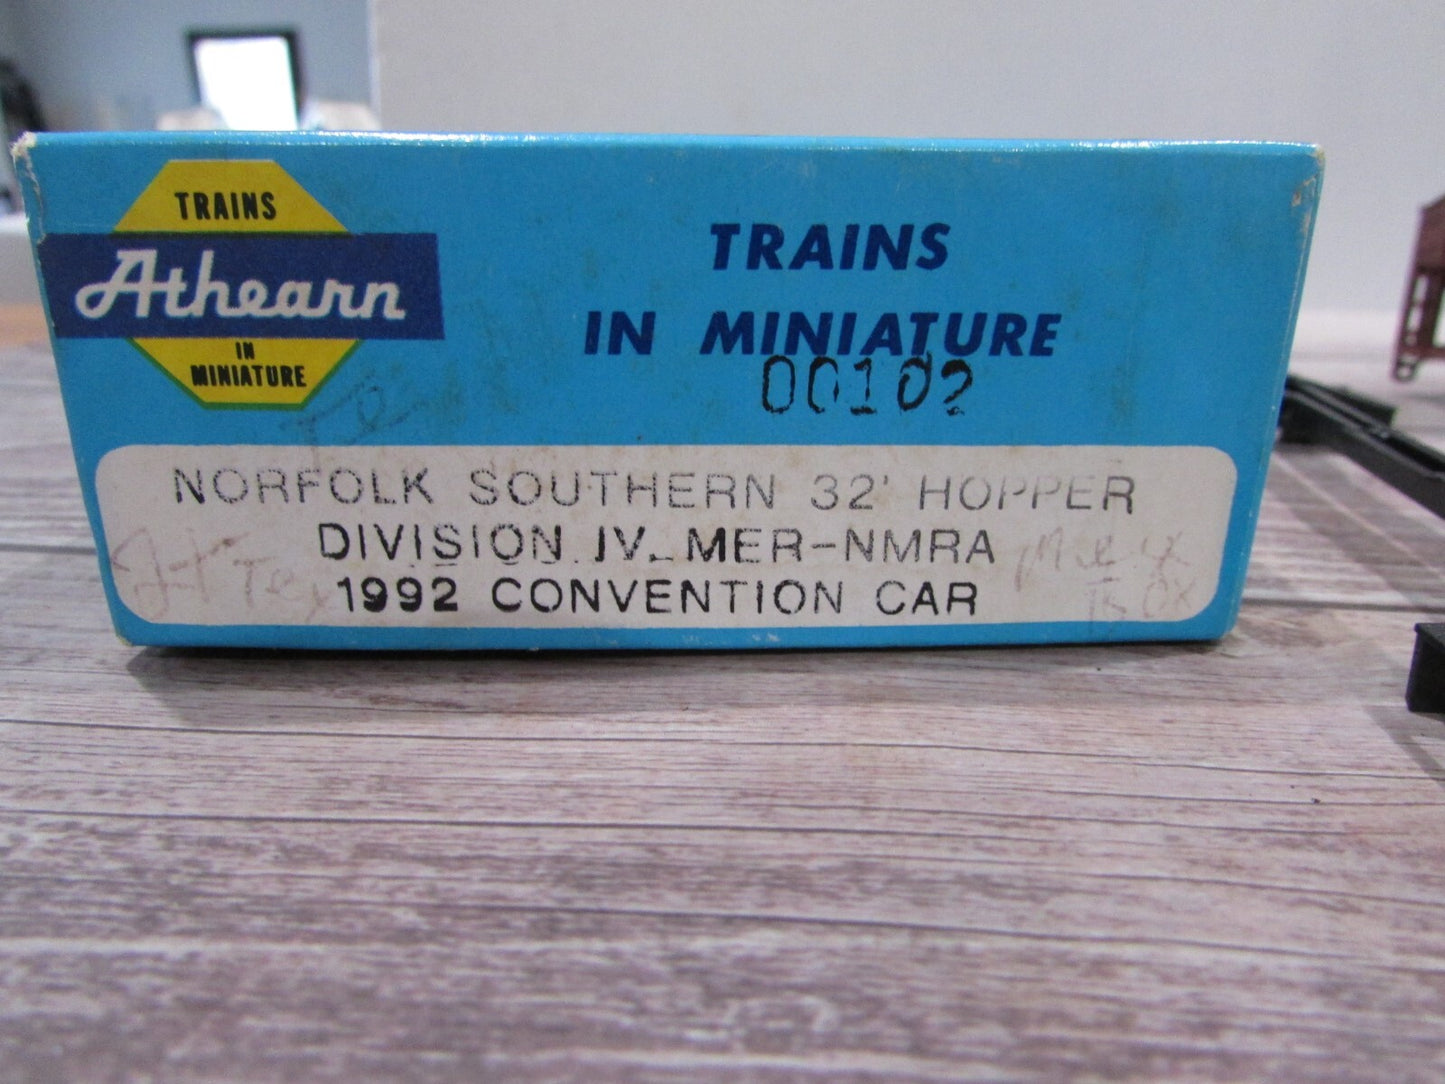 TRAINS
Athearn
IN
MINIATURE
TRAINS
IN MINIATURE
00102
NORFOLK SOUTHERN 32' HOPPER
DIVISION IV MER-NMRA
1992 CONVENTION CAR